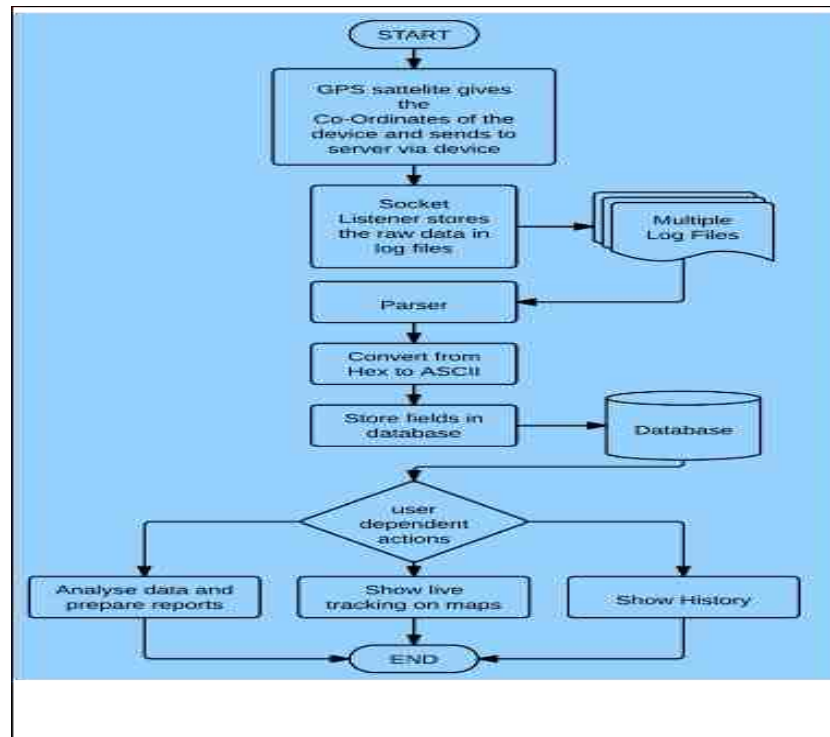 START
GPS sattelite gives
the
Co-Ordinates of the
device and sends to
server via device
Socket
Listener stores
the raw data in
log files
Multiple
Log Files
Parser
Convert from
Hex to ASCII
Store fields in
database
Database
user
dependent
actions
Analyse data and
prepare reports
Show live
tracking on maps
Show History
END